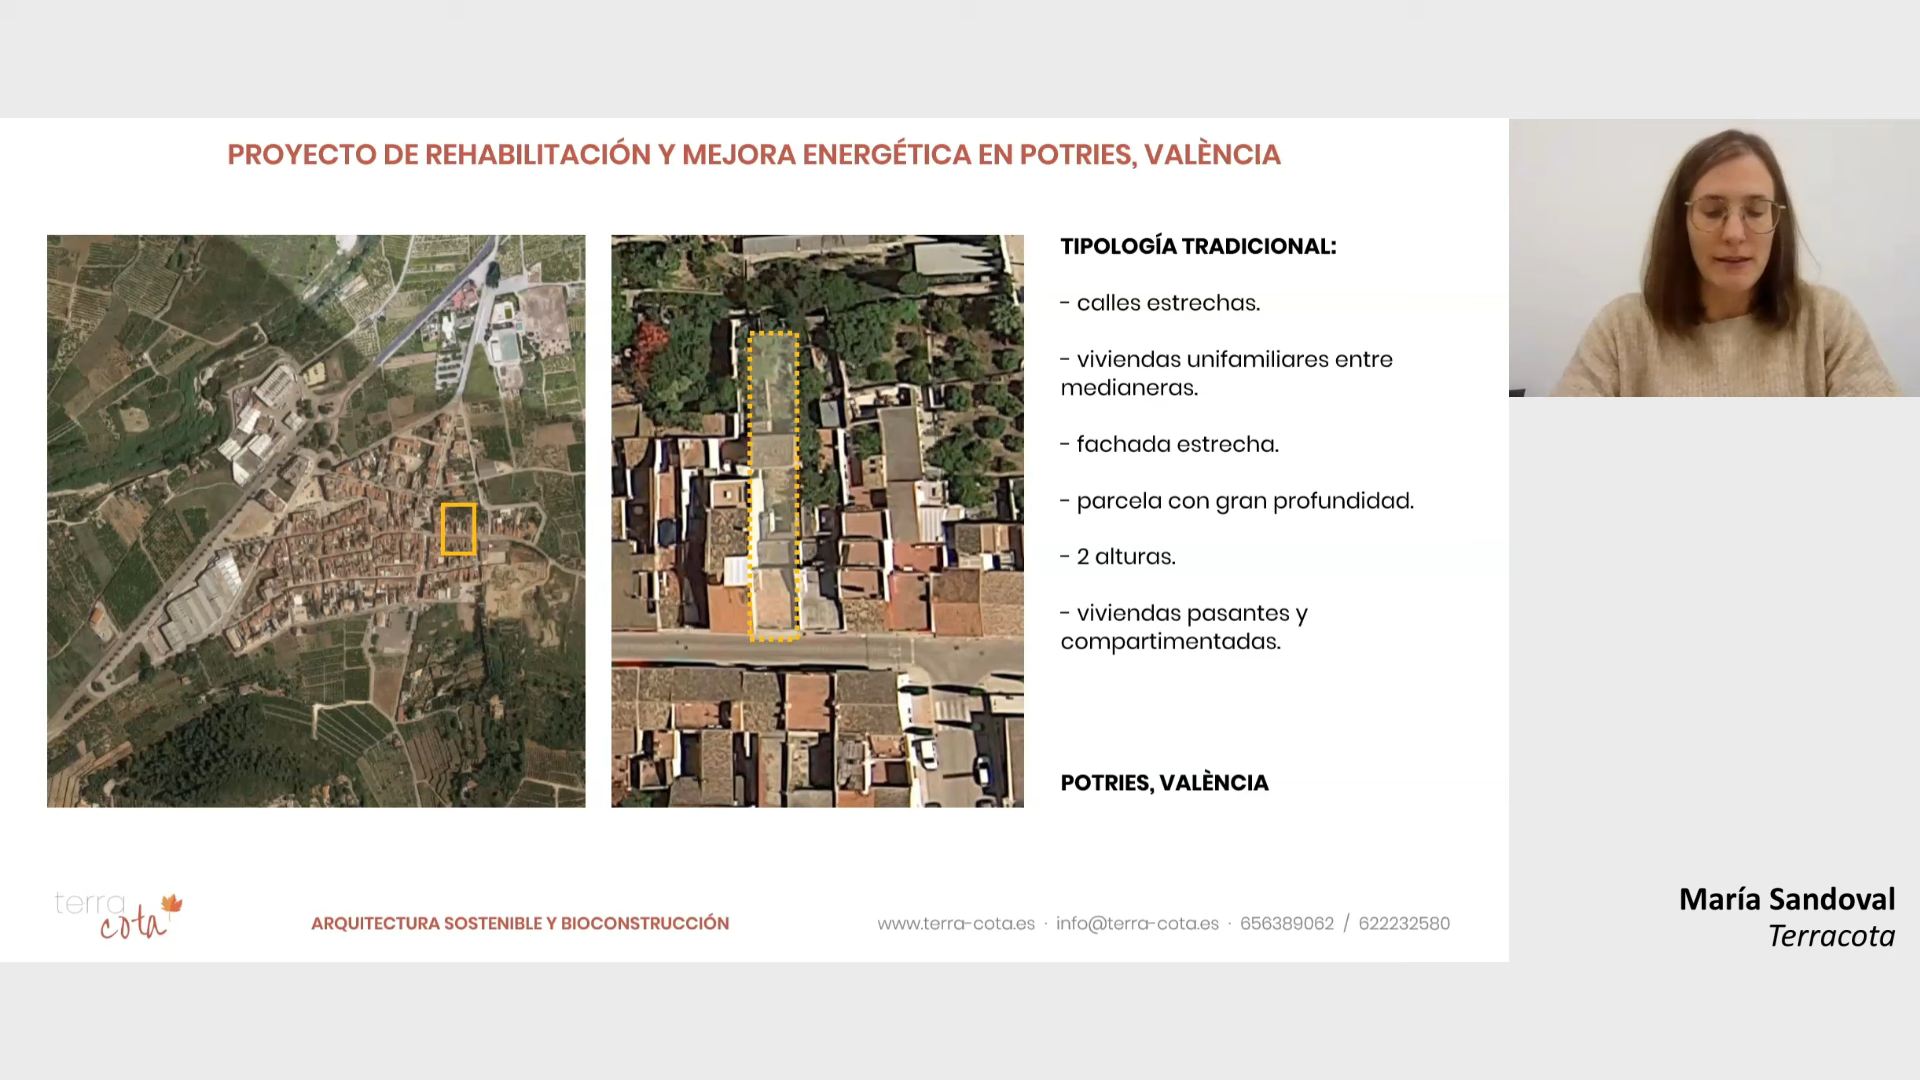 PROYECTO DE REHABILITACIÓN Y MEJORA ENERGÉTICA EN POTRIES, VALÈNCIA
TIPOLOGÍA TRADICIONAL:
- calles estrechas.
- viviendas unifamiliares entre
medianeras.
- fachada estrecha.
- parcela con gran profundidad.
- 2 alturas.
- viviendas pasantes y
compartimentadas.
POTRIES, VALÈNCIA
terra
cota
ARQUITECTURA SOSTENIBLE Y BIOCONSTRUCCIÓN
www.terra-cota.es · info@terra-cota.es · 656389062 / 622232580
María Sandoval
Terracota